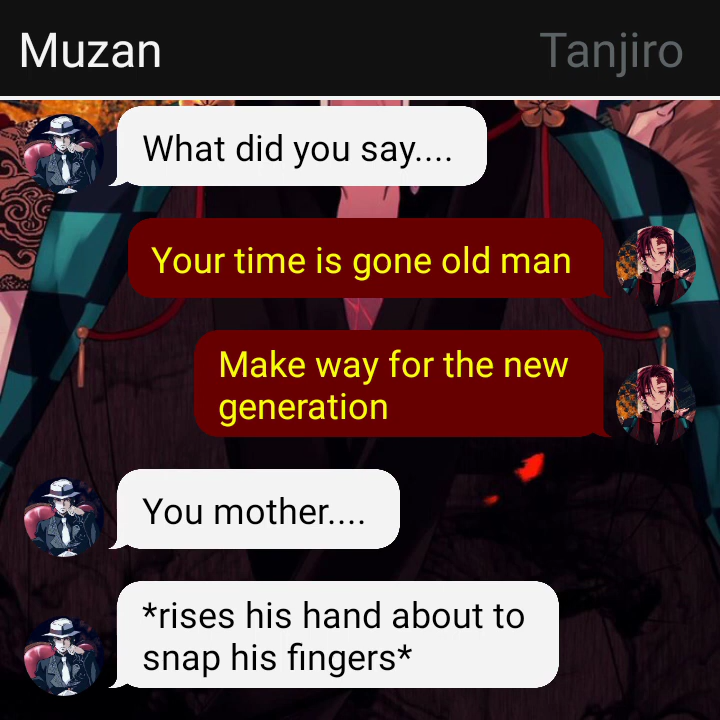 Muzan
Tanjiro
What did you say....
Your time is gone old man
Make way for the new
generation
You mother....
*rises his hand about to
snap his fingers*